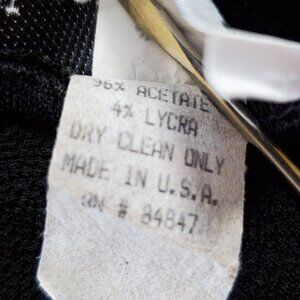 96% ACETATE
4% LYCRA
DRY CLEAN ONLY
MADE IN U.S.A.
RN # 84847